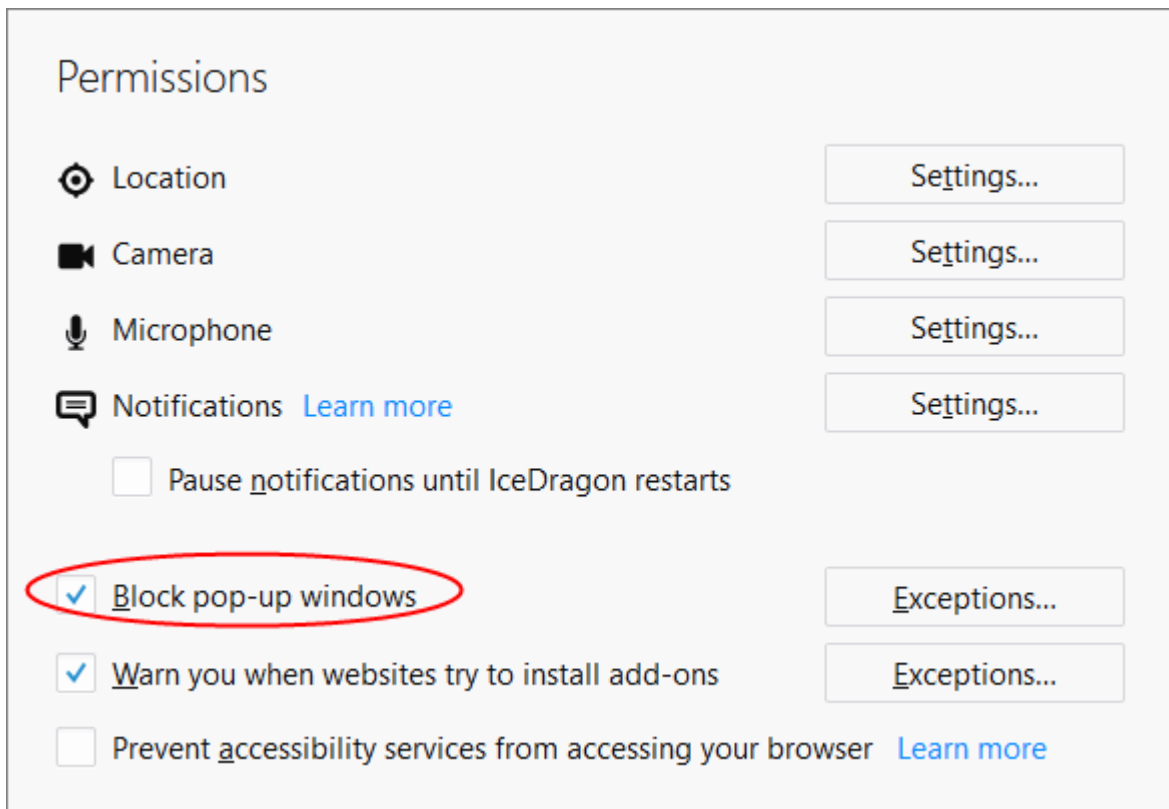 Permissions
Location Settings...
Camera Settings...
Microphone Settings...
Notifications Learn more Settings...
Pause notifications until IceDragon restarts
Block pop-up windows Exceptions...
Warn you when websites try to install add-ons Exceptions...
Prevent accessibility services from accessing your browser Learn more